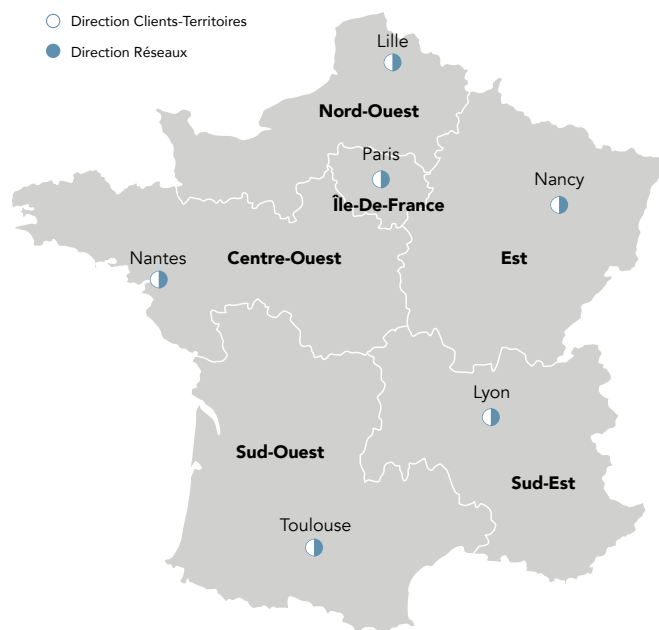 Direction Clients-Territoires
Direction Réseaux
Lille
Nord-Ouest
Paris
Île-De-France
Nancy
Nantes
Centre-Ouest
Est
Lyon
Sud-Ouest
Sud-Est
Toulouse